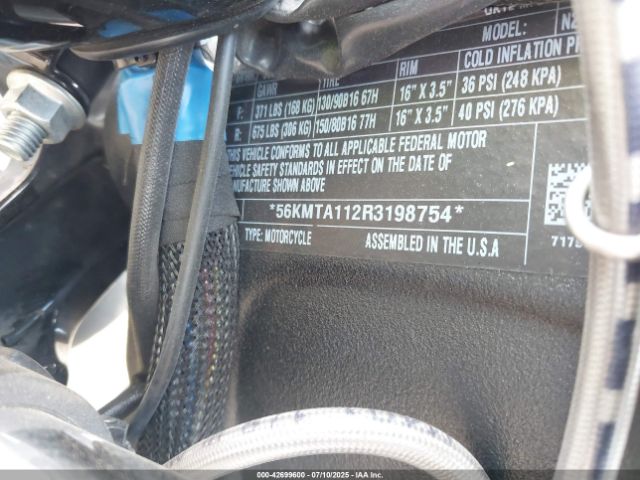 MODEL:
GAWR TIRE RIM COLD INFLATION
F: 371 LBS (168 KG) 130/90B16 67H 16" X 3.5" 36 PSI (248 KPA)
R: 675 LBS (306 KG) 150/80B16 77H 16" X 3.5" 40 PSI (276 KPA)
THIS VEHICLE CONFORMS TO ALL APPLICABLE FEDERAL MOTOR
VEHICLE SAFETY STANDARDS IN EFFECT ON THE DATE OF
MANUFACTURE SHOWN ABOVE
*56KMTA112R3198754*
TYPE: MOTORCYCLE ASSEMBLED IN THE U.S.A
00-42699600 - 07/10/2025 - COPYRIGHT IAA, LLC.